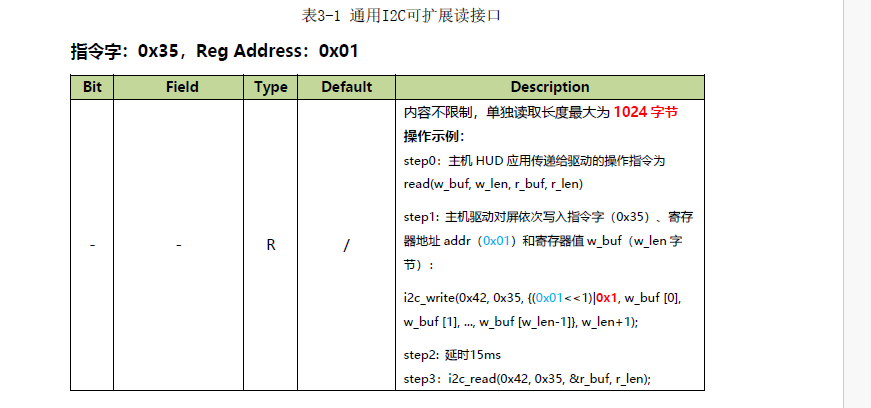 表3-1 通用I2C可扩展读接口
指令字：0x35，Reg Address：0x01
Bit Field Type Default Description
- - R /
内容不限制，单独读取长度最大为 1024 字节
操作示例：
step0：主机 HUD 应用传递给驱动的操作指令为
read(w_buf, w_len, r_buf, r_len)
step1: 主机驱动对屏依次写入指令字（0x35）、寄存
器地址 addr（0x01）和寄存器值 w_buf（w_len 字
节）：
i2c_write(0x42, 0x35, {(0x01<<1)|0x1, w_buf [0],
w_buf [1], ..., w_buf [w_len-1]}, w_len+1);
step2: 延时15ms
step3：i2c_read(0x42, 0x35, &r_buf, r_len);